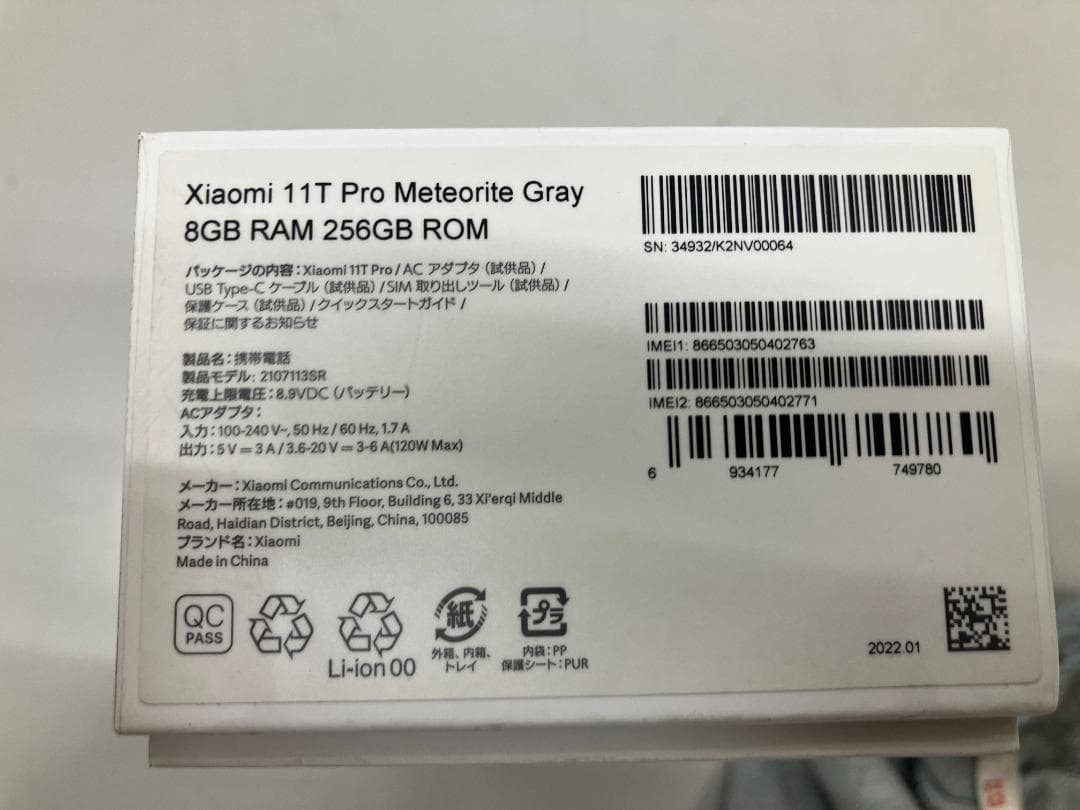 Xiaomi 11T Pro Meteorite Gray
8GB RAM 256GB ROM
パッケージの内容：Xiaomi 11T Pro / AC アダプタ（試供品）/
USB Type-C ケーブル（試供品）/ SIM 取り出しツール（試供品）/
保護ケース（試供品）/ クイックスタートガイド /
保証に関するお知らせ
製品名：携帯電話
製品モデル：2107113SR
充電上限電圧：8.9VDC（バッテリー）
ACアダプタ：
入力：100-240 V~, 50 Hz / 60 Hz, 1.7 A
出力：5 V = 3 A / 3.6-20 V = 3-6 A(120W Max)
メーカー：Xiaomi Communications Co., Ltd.
メーカー所在地：#019, 9th Floor, Building 6, 33 Xi'erqi Middle
Road, Haidian District, Beijing, China, 100085
ブランド名：Xiaomi
Made in China
QC
PASS
Li-ion 00
紙
外箱、内箱、
トレイ
プラ
内袋：PP
保護シート：PUR
SN: 34932/K2NV00064
IMEI1: 866503050402763
IMEI2: 866503050402771
6 934177 749780
2022.01